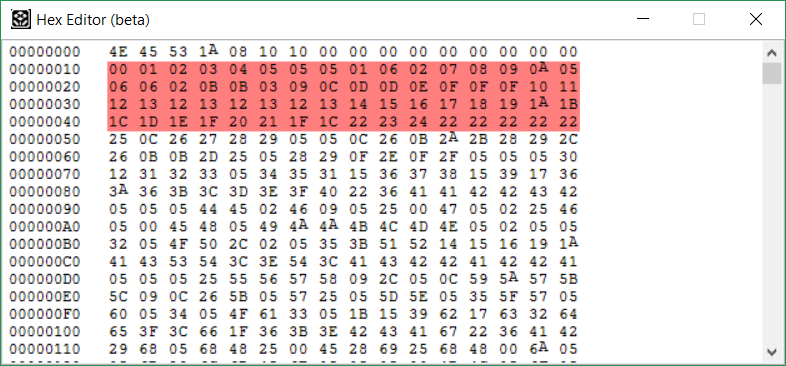 Hex Editor (beta)
00000000 4E 45 53 1A 08 10 10 00 00 00 00 00 00 00 00 00
00000010 00 01 02 03 04 05 05 05 01 06 02 07 08 09 0A 05
00000020 06 06 02 0B 0B 03 09 0C 0D 0D 0E 0F 0F 0F 10 11
00000030 12 13 12 13 12 13 12 13 14 15 16 17 18 19 1A 1B
00000040 1C 1D 1E 1F 20 21 1F 1C 22 23 24 22 22 22 22 22
00000050 25 0C 26 27 28 29 05 05 0C 26 0B 2A 2B 28 29 2C
00000060 26 0B 0B 2D 25 05 28 29 0F 2E 0F 2F 05 05 05 30
00000070 12 31 32 33 05 34 35 31 15 36 37 38 15 39 17 36
00000080 3A 36 3B 3C 3D 3E 3F 40 22 36 41 41 42 42 43 42
00000090 05 05 05 44 45 02 46 09 05 25 00 47 05 02 25 46
000000A0 05 00 45 48 05 49 4A 4A 4B 4C 4D 4E 05 02 05 05
000000B0 32 05 4F 50 2C 02 05 35 3B 51 52 14 15 16 19 1A
000000C0 41 43 53 54 3C 3E 54 3C 41 43 42 42 41 42 42 41
000000D0 05 05 05 25 55 56 57 58 09 2C 05 0C 59 5A 57 5B
000000E0 5C 09 0C 26 5B 05 57 25 05 5D 5E 05 35 5F 57 05
000000F0 60 05 34 05 4F 61 33 05 1B 15 39 62 17 63 32 64
00000100 65 3F 3C 66 1F 36 3B 3E 42 43 41 67 22 36 41 42
00000110 29 68 05 68 48 25 00 45 28 69 25 68 48 00 6A 05